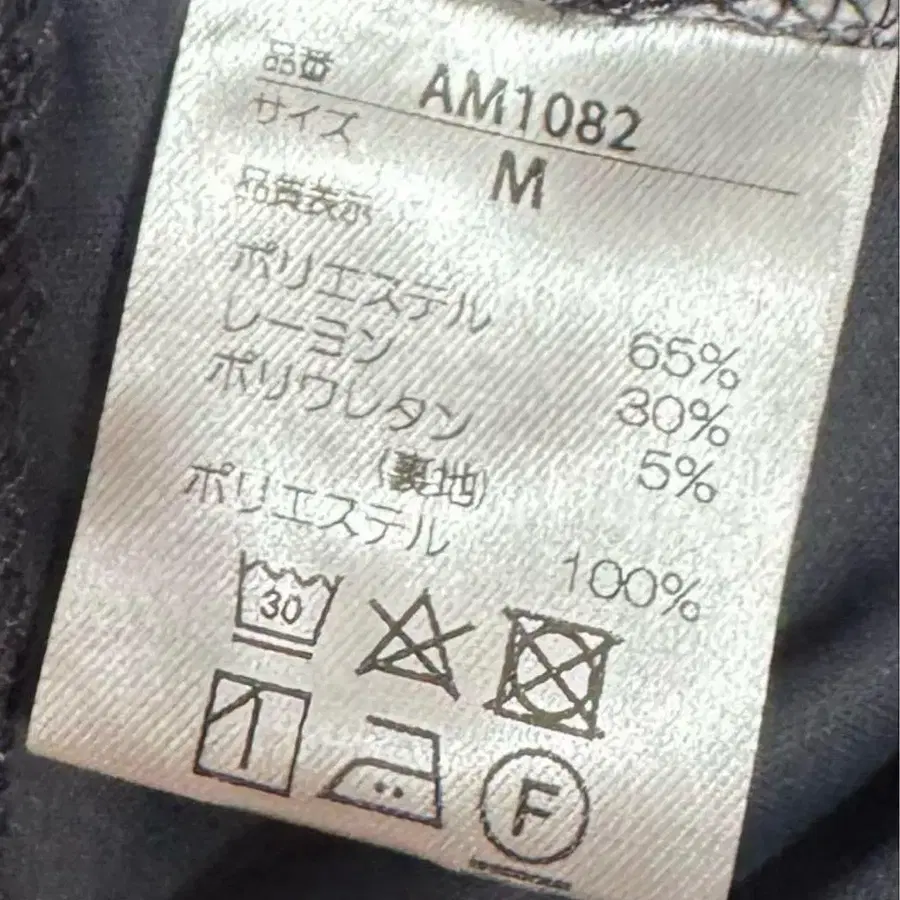 品番 AM1082
サイズ M
品質表示
ポリエステル 65%
レーヨン 30%
ポリウレタン 5%
(裏地)
ポリエステル 100%
30
F